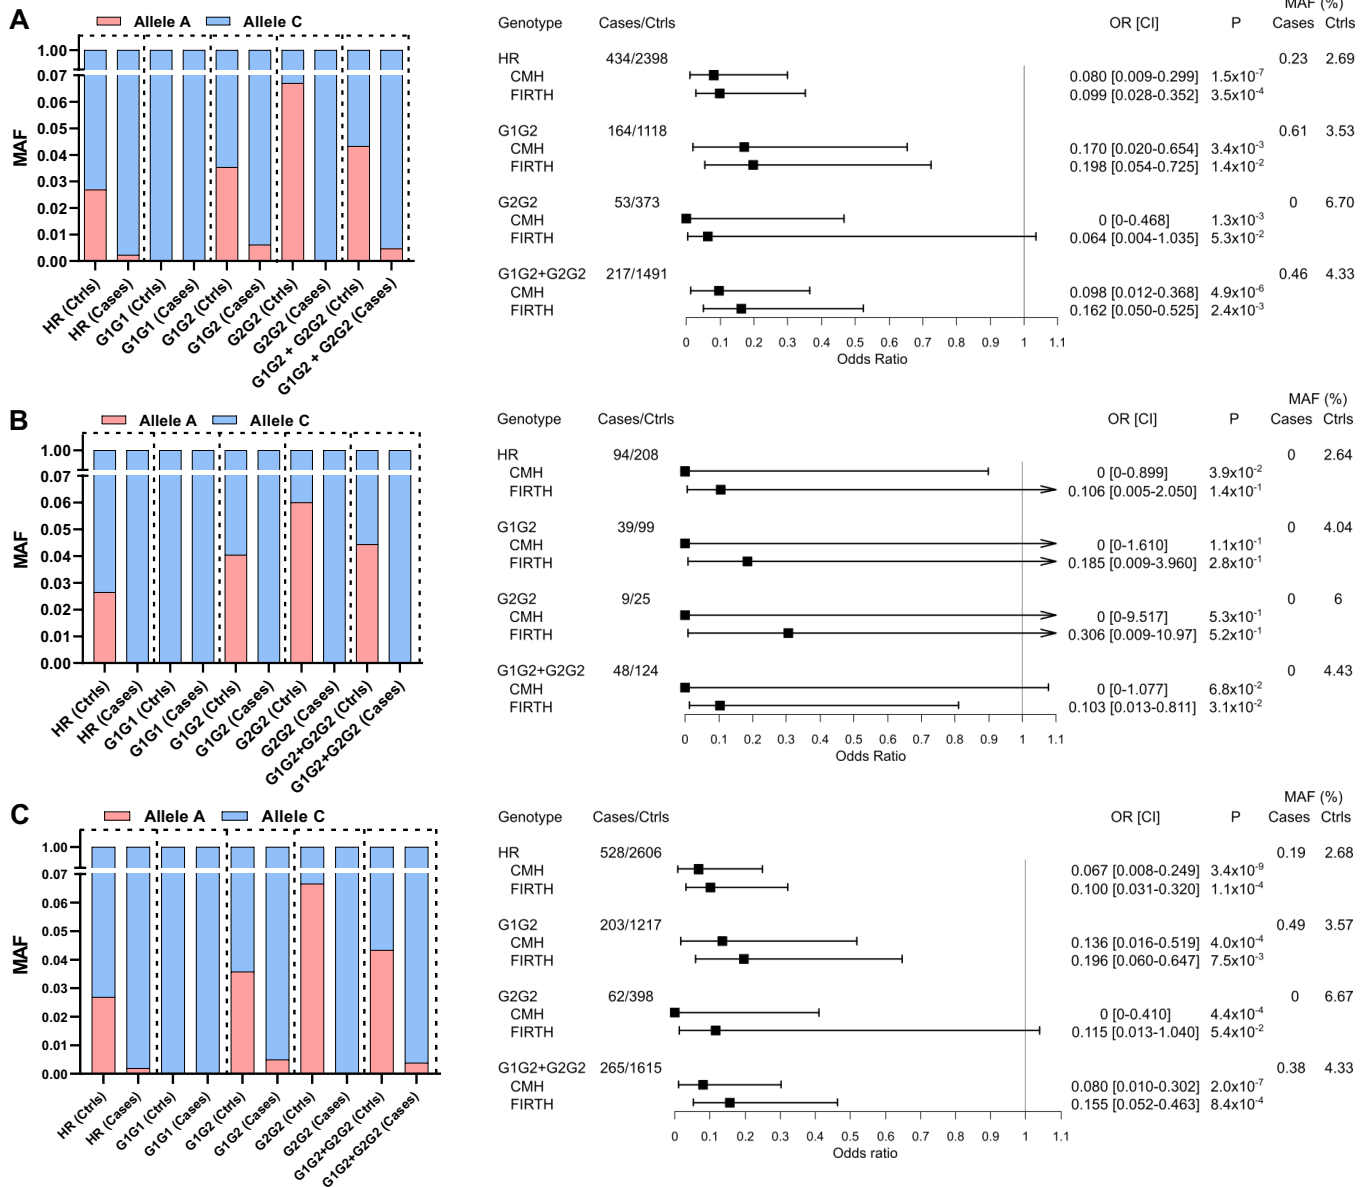 A
Allele A Allele C
MAF
1.00
0.07
0.06
0.05
0.04
0.03
0.02
0.01
0.00
HR (Ctrls)
HR (Cases)
G1G1 (Ctrls)
G1G1 (Cases)
G1G2 (Ctrls)
G1G2 (Cases)
G2G2 (Ctrls)
G2G2 (Cases)
G1G2 + G2G2 (Ctrls)
G1G2 + G2G2 (Cases)
MAF (%)
Genotype Cases/Ctrls OR [CI] P Cases Ctrls
HR 434/2398 0.23 2.69
CMH 0.080 [0.009-0.299] 1.5x10-7
FIRTH 0.099 [0.028-0.352] 3.5x10-4
G1G2 164/1118 0.61 3.53
CMH 0.170 [0.020-0.654] 3.4x10-3
FIRTH 0.198 [0.054-0.725] 1.4x10-2
G2G2 53/373 0 6.70
CMH 0 [0-0.468] 1.3x10-3
FIRTH 0.064 [0.004-1.035] 5.3x10-2
G1G2+G2G2 217/1491 0.46 4.33
CMH 0.098 [0.012-0.368] 4.9x10-6
FIRTH 0.162 [0.050-0.525] 2.4x10-3
0 0.1 0.2 0.3 0.4 0.5 0.6 0.7 0.8 0.9 1 1.1
Odds Ratio
B
Allele A Allele C
MAF
1.00
0.07
0.06
0.05
0.04
0.03
0.02
0.01
0.00
HR (Ctrls)
HR (Cases)
G1G1 (Ctrls)
G1G1 (Cases)
G1G2 (Ctrls)
G1G2 (Cases)
G2G2 (Ctrls)
G2G2 (Cases)
G1G2+G2G2 (Ctrls)
G1G2+G2G2 (Cases)
MAF (%)
Genotype Cases/Ctrls OR [CI] P Cases Ctrls
HR 94/208 0 2.64
CMH 0 [0-0.899] 3.9x10-2
FIRTH 0.106 [0.005-2.050] 1.4x10-1
G1G2 39/99 0 4.04
CMH 0 [0-1.610] 1.1x10-1
FIRTH 0.185 [0.009-3.960] 2.8x10-1
G2G2 9/25 0 6
CMH 0 [0-9.517] 5.3x10-1
FIRTH 0.306 [0.009-10.97] 5.2x10-1
G1G2+G2G2 48/124 0 4.43
CMH 0 [0-1.077] 6.8x10-2
FIRTH 0.103 [0.013-0.811] 3.1x10-2
0 0.1 0.2 0.3 0.4 0.5 0.6 0.7 0.8 0.9 1 1.1
Odds Ratio
C
Allele A Allele C
MAF
1.00
0.07
0.06
0.05
0.04
0.03
0.02
0.01
0.00
HR (Ctrls)
HR (Cases)
G1G1 (Ctrls)
G1G1 (Cases)
G1G2 (Ctrls)
G1G2 (Cases)
G2G2 (Ctrls)
G2G2 (Cases)
G1G2+G2G2 (Ctrls)
G1G2+G2G2 (Cases)
MAF (%)
Genotype Cases/Ctrls OR [CI] P Cases Ctrls
HR 528/2606 0.19 2.68
CMH 0.067 [0.008-0.249] 3.4x10-9
FIRTH 0.100 [0.031-0.320] 1.1x10-4
G1G2 203/1217 0.49 3.57
CMH 0.136 [0.016-0.519] 4.0x10-4
FIRTH 0.196 [0.060-0.647] 7.5x10-3
G2G2 62/398 0 6.67
CMH 0 [0-0.410] 4.4x10-4
FIRTH 0.115 [0.013-1.040] 5.4x10-2
G1G2+G2G2 265/1615 0.38 4.33
CMH 0.080 [0.010-0.302] 2.0x10-7
FIRTH 0.155 [0.052-0.463] 8.4x10-4
0 0.1 0.2 0.3 0.4 0.5 0.6 0.7 0.8 0.9 1 1.1
Odds ratio